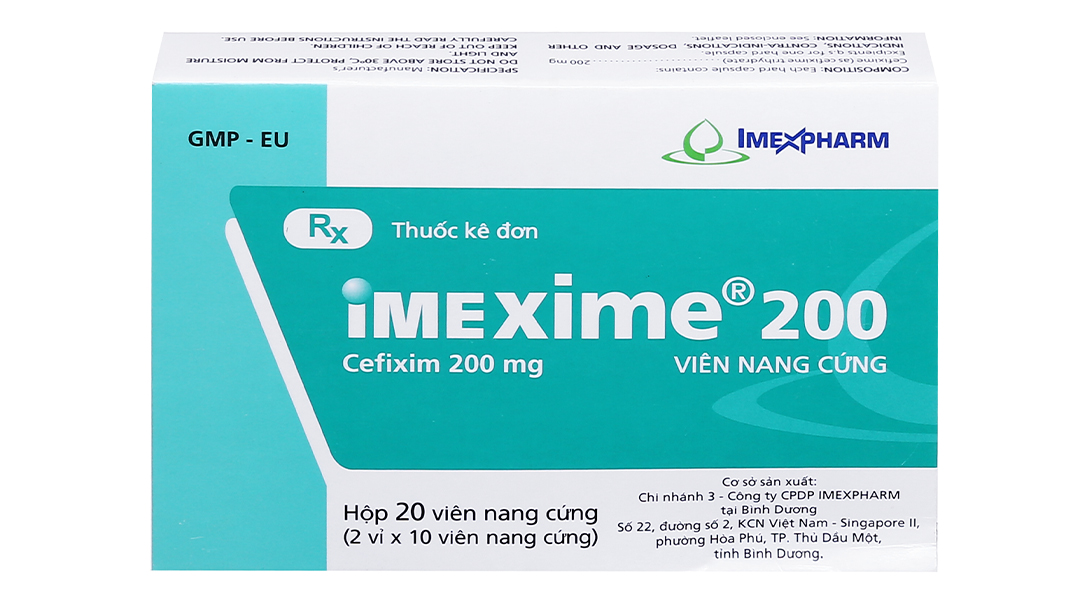 COMPOSITION: Each hard capsule contains:
Cefixime (as cefixime trihydrate) 200 mg
Excipients q.s for one hard capsule.
INDICATIONS, CONTRA-INDICATIONS, DOSAGE AND OTHER
INFORMATION: See enclosed leaflet.
SPECIFICATION: Manufacturer's
DO NOT STORE ABOVE 30°C, PROTECT FROM MOISTURE
AND LIGHT.
KEEP OUT OF REACH OF CHILDREN.
CAREFULLY READ THE INSTRUCTIONS BEFORE USE.
GMP - EU
IMEXPHARM
Rx Thuốc kê đơn
iMEXime® 200
Cefixim 200 mg VIÊN NANG CỨNG
Hộp 20 viên nang cứng
(2 vỉ x 10 viên nang cứng)
Cơ sở sản xuất:
Chi nhánh 3 - Công ty CPDP IMEXPHARM
tại Bình Dương
Số 22, đường số 2, KCN Việt Nam - Singapore II,
phường Hòa Phú, TP. Thủ Dầu Một,
tỉnh Bình Dương.